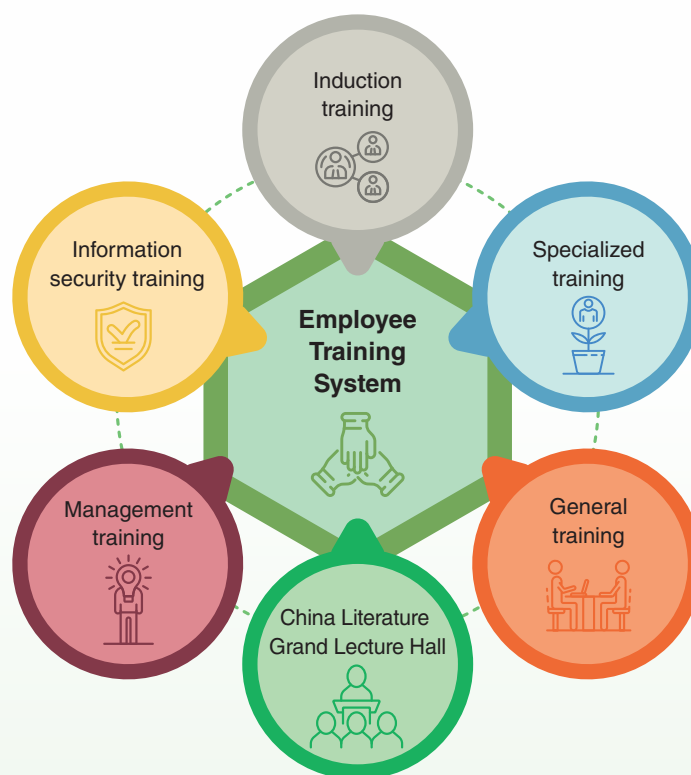 Induction
training
Information
security training
Specialized
training
Employee
Training
System
Management
training
General
training
China Literature
Grand Lecture Hall